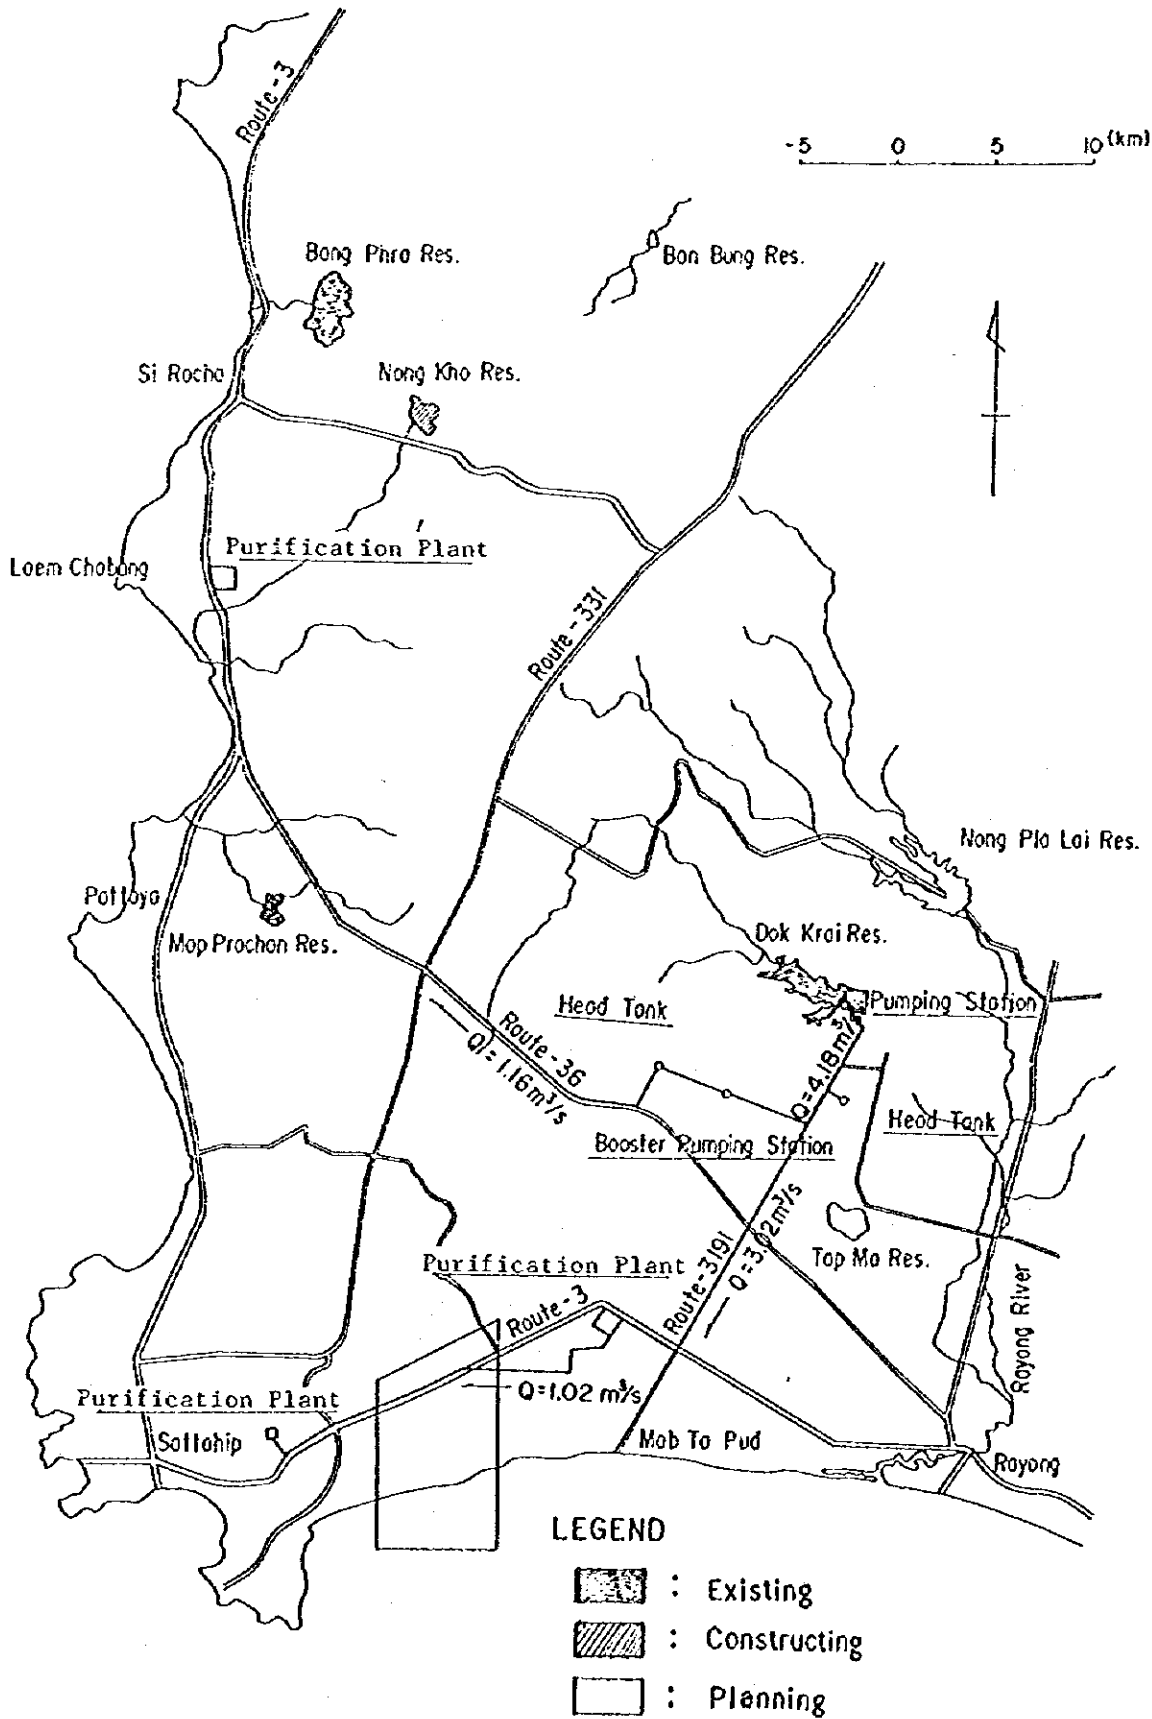 Route-3
-5 0 5 10 (km)
Bang Phra Res.
Ban Bung Res.
Si Racha
Nong Kho Res.
Purification Plant
Laem Chabang
Route-331
Nong Pla Lai Res.
Pattaya
Map Prachan Res.
Dok Krai Res.
Head Tank
Pumping Station
Route-36
Q=1.16m³/s
Q=4.18m³/s
Head Tank
Booster Pumping Station
Tap Ma Res.
Purification Plant
Route-3191
Q=3.02m³/s
Rayong River
Route-3
Q=1.02 m³/s
Purification Plant
Sattahip
Mab Ta Pud
Rayong
LEGEND
: Existing
: Constructing
: Planning